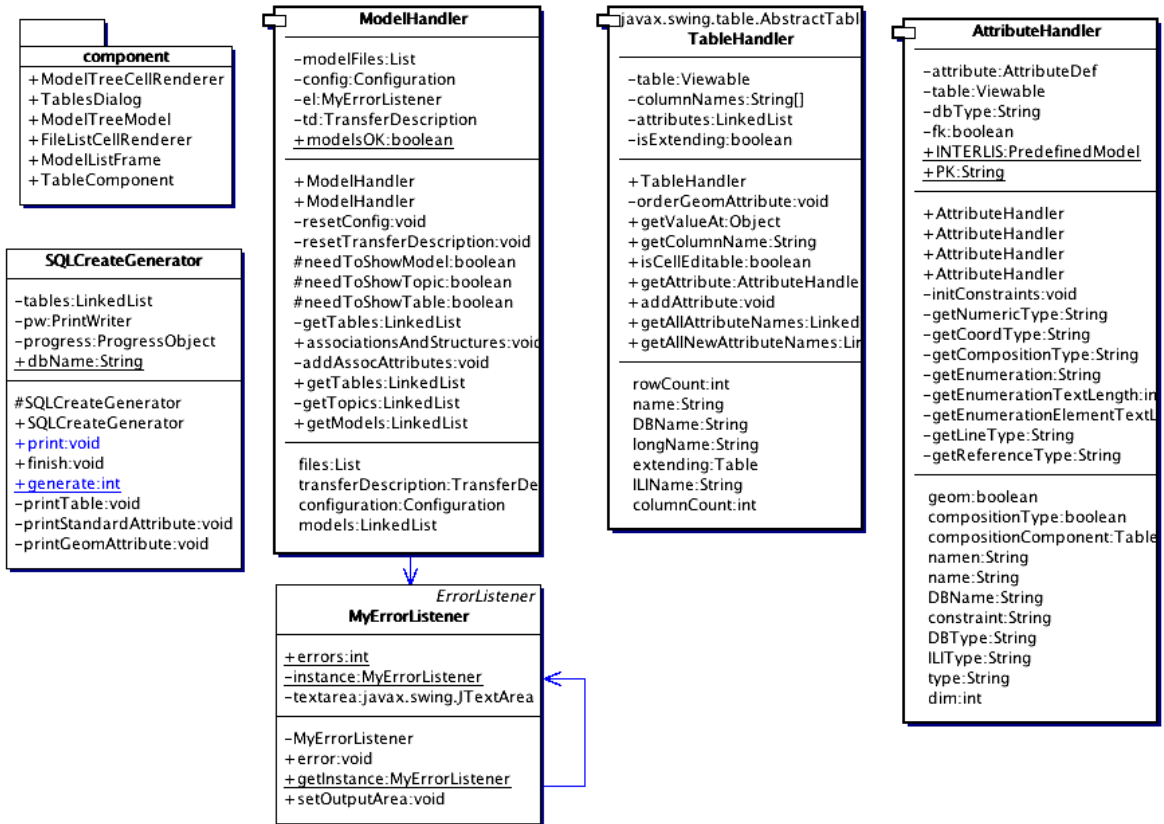 component
+ModelTreeCellRenderer
+TablesDialog
+ModelTreeModel
+FileListCellRenderer
+ModelListFrame
+TableComponent
SQLCreateGenerator
-tables:LinkedList
-pw:PrintWriter
-progress:ProgressObject
+dbName:String
#SQLCreateGenerator
+SQLCreateGenerator
+print:void
+finish:void
+generate:int
-printTable:void
-printStandardAttribute:void
-printGeomAttribute:void
ModelHandler
-modelFiles:List
-config:Configuration
-el:MyErrorListener
-td:TransferDescription
+modelsOK:boolean
+ModelHandler
+ModelHandler
-resetConfig:void
-resetTransferDescription:void
#needToShowModel:boolean
#needToShowTopic:boolean
#needToShowTable:boolean
-getTables:LinkedList
+associationsAndStructures:void
-addAssocAttributes:void
+getTables:LinkedList
-getTopics:LinkedList
+getModels:LinkedList
files:List
transferDescription:TransferDe
configuration:Configuration
models:LinkedList
ErrorListener
MyErrorListener
+errors:int
-instance:MyErrorListener
-textarea:javax.swing.JTextArea
-MyErrorListener
+error:void
+getInstance:MyErrorListener
+setOutputArea:void
javax.swing.table.AbstractTabl
TableHandler
-table:Viewable
-columnNames:String[]
-attributes:LinkedList
-isExtending:boolean
+TableHandler
-orderGeomAttribute:void
+getValueAt:Object
+getColumnName:String
+isCellEditable:boolean
+getAttribute:AttributeHandler
+addAttribute:void
+getAllAttributeNames:Linked
+getAllNewAttributeNames:Lin
rowCount:int
name:String
DBName:String
longName:String
extending:Table
ILIName:String
columnCount:int
AttributeHandler
-attribute:AttributeDef
-table:Viewable
-dbType:String
-fk:boolean
+INTERLIS:PredefinedModel
+PK:String
+AttributeHandler
+AttributeHandler
+AttributeHandler
+AttributeHandler
-initConstraints:void
-getNumericType:String
-getCoordType:String
-getCompositionType:String
-getEnumeration:String
-getEnumerationTextLength:in
-getEnumerationElementTextL
-getLineType:String
-getReferenceType:String
geom:boolean
compositionType:boolean
compositionComponent:Table
namen:String
name:String
DBName:String
constraint:String
DBType:String
ILIType:String
type:String
dim:int